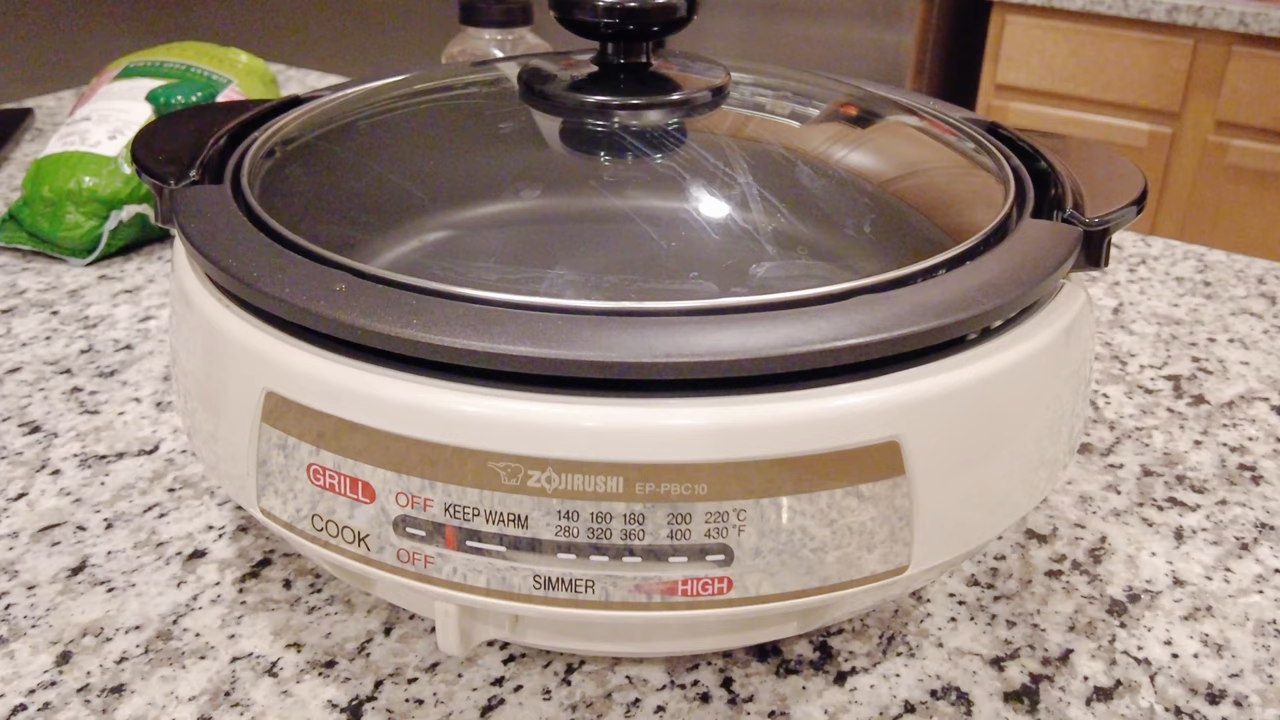 ZOJIRUSHI EP-PBC10
GRILL OFF KEEP WARM 140 160 180 200 220 °C
280 320 360 400 430 °F
COOK OFF SIMMER HIGH